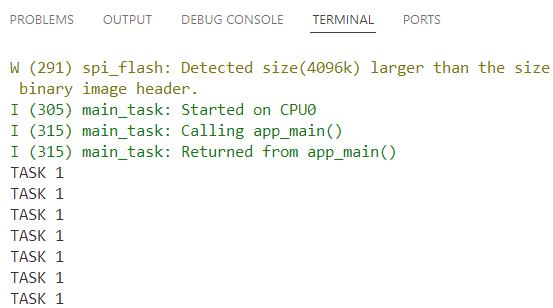 PROBLEMS OUTPUT DEBUG CONSOLE TERMINAL PORTS
W (291) spi_flash: Detected size(4096k) larger than the size
binary image header.
I (305) main_task: Started on CPU0
I (315) main_task: Calling app_main()
I (315) main_task: Returned from app_main()
TASK 1
TASK 1
TASK 1
TASK 1
TASK 1
TASK 1
TASK 1